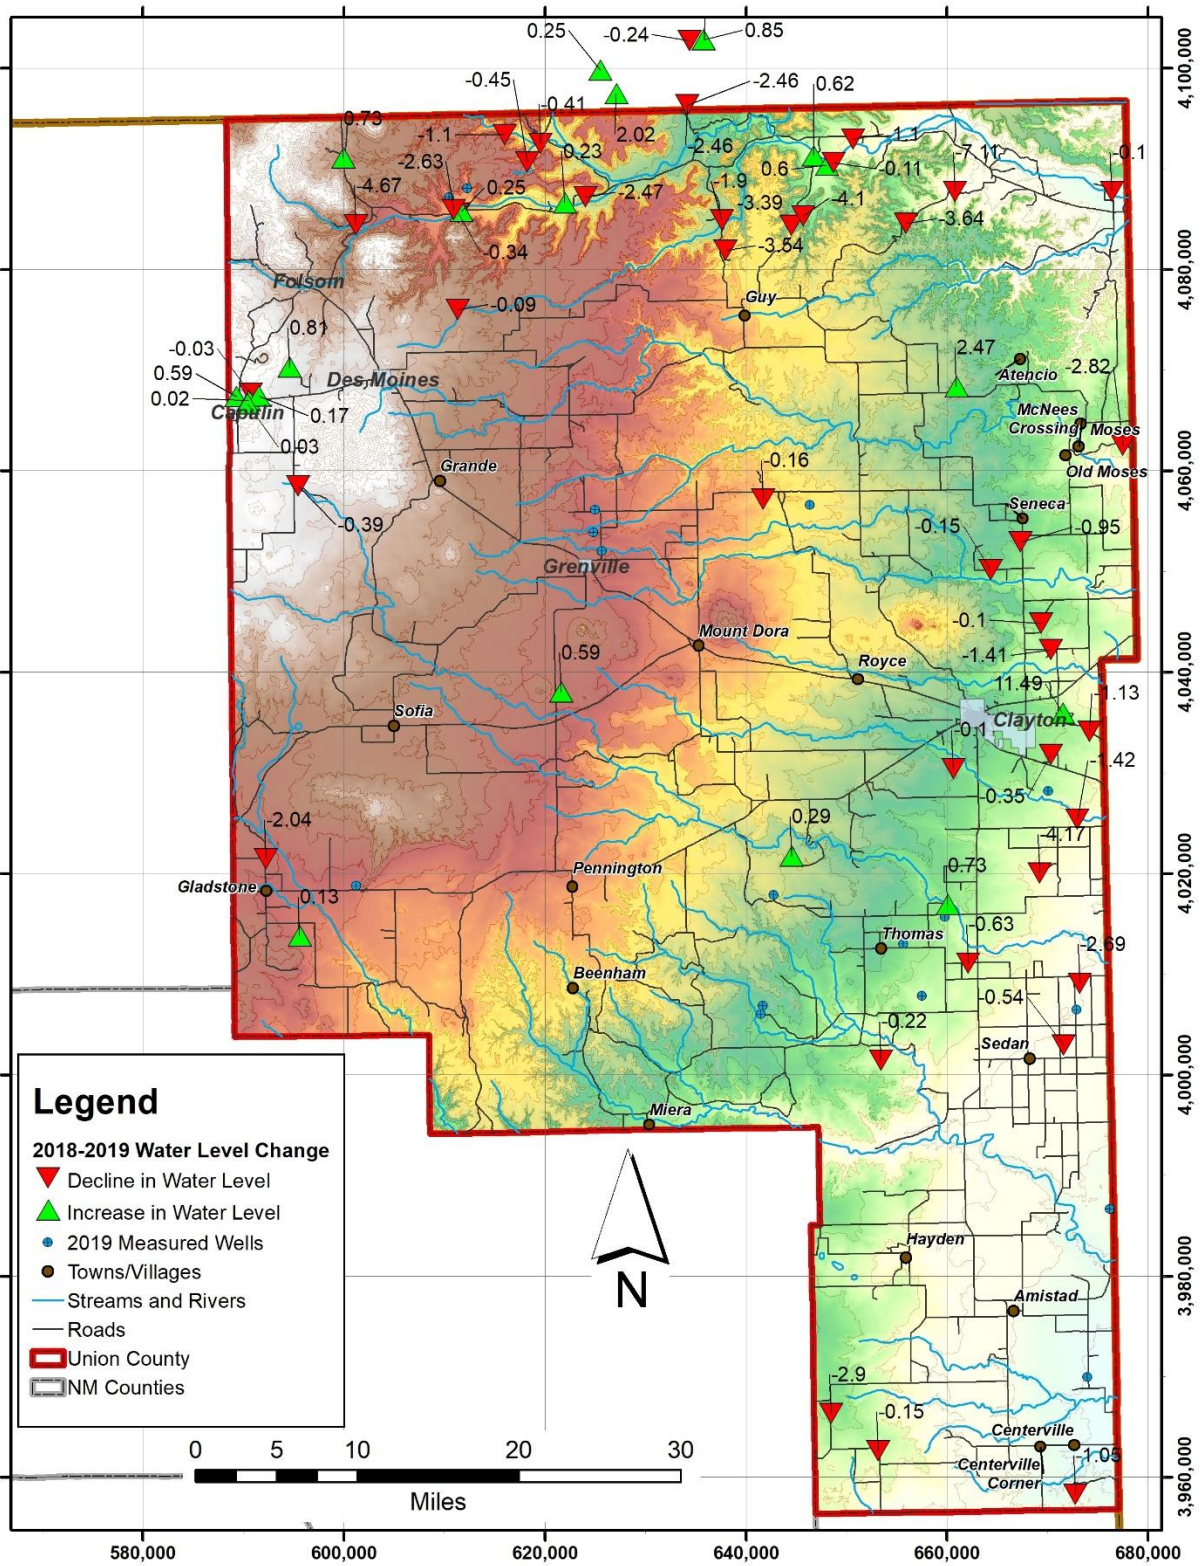 0.25
-0.24
0.85
4,100,000
-0.45
-2.46
0.62
-0.41
0.73
-1.1
2.02
-2.46
-1.1
-2.63
0.23
0.6
-0.11
-7.11
-0.1
-4.67
0.25
-2.47
-1.9
-3.39
-4.1
-3.64
-0.34
-3.54
4,080,000
Folsom
-0.09
Guy
0.81
-0.03
2.47
Atencio
-2.82
0.59
Des Moines
0.02
Capulin
0.17
McNees
Crossing
Moses
0.03
Grande
-0.16
Old Moses
4,060,000
Seneca
-0.39
-0.15
-0.95
Grenville
-0.1
Mount Dora
-1.41
0.59
Royce
4,040,000
11.49
-1.13
Sofia
Clayton
-0.1
-1.42
-0.35
-2.04
0.29
-4.17
Pennington
0.73
4,020,000
Gladstone
0.13
-0.63
Thomas
-2.69
Beenham
-0.54
-0.22
Sedan
4,000,000
Miera
Legend
2018-2019 Water Level Change
Decline in Water Level
Increase in Water Level
2019 Measured Wells
Towns/Villages
Streams and Rivers
Roads
Union County
NM Counties
N
Hayden
3,980,000
Amistad
-2.9
-0.15
Centerville
-1.05
Centerville
Corner
3,960,000
0 5 10 20 30
Miles
580,000 600,000 620,000 640,000 660,000 680,000